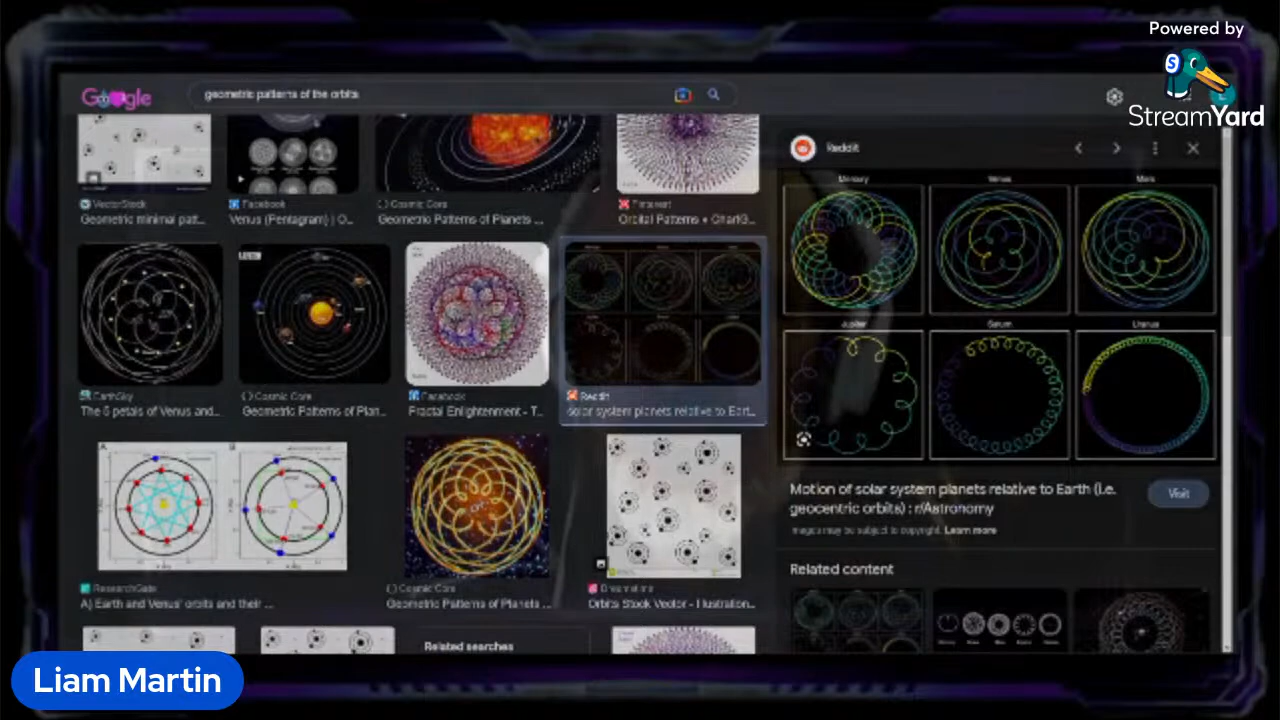 Powered by
StreamYard
Google
geometric patterns of the orbits
Reddit
VectorStock
Geometric minimal patt...
Facebook
Venus (Pentagram) | O...
Cosmic Core
Geometric Patterns of Planets ...
Pinterest
Orbital Patterns
Mercury
Venus
Mars
EarthSky
The 5 petals of Venus and...
Cosmic Core
Geometric Patterns of Plan...
Facebook
Fractal Enlightenment - T...
Reddit
solar system planets relative to Eart...
Jupiter
Saturn
Uranus
Motion of solar system planets relative to Earth (i.e.
geocentric orbits) : r/Astronomy
Visit
Images may be subject to copyright. Learn more
Related content
A)
B)
ResearchGate
A) Earth and Venus' orbits and their ...
Cosmic Core
Geometric Patterns of Planets ...
Dreamstime
Orbits Stock Vector - Illustration...
Related searches
Liam Martin